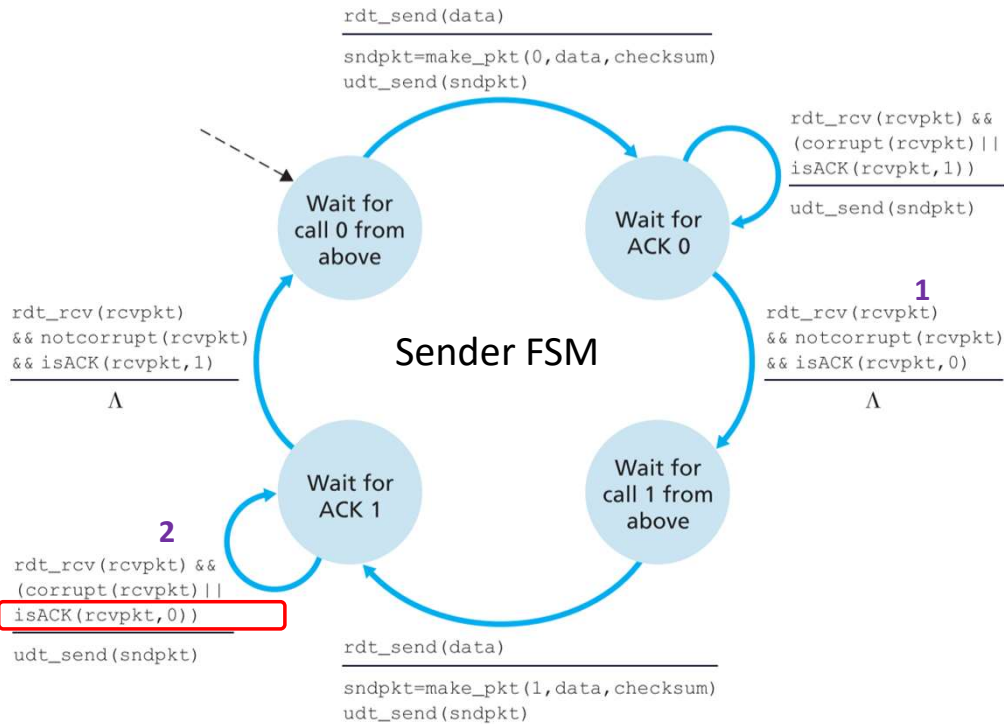 rdt_send(data)
sndpkt=make_pkt(0,data,checksum)
udt_send(sndpkt)
rdt_rcv(rcvpkt) &&
(corrupt(rcvpkt)||
isACK(rcvpkt,1))
udt_send(sndpkt)
Wait for
call 0 from
above
Wait for
ACK 0
1
rdt_rcv(rcvpkt)
&& notcorrupt(rcvpkt)
&& isACK(rcvpkt,0)
Λ
rdt_rcv(rcvpkt)
&& notcorrupt(rcvpkt)
&& isACK(rcvpkt,1)
Λ
Sender FSM
Wait for
ACK 1
Wait for
call 1 from
above
2
rdt_rcv(rcvpkt) &&
(corrupt(rcvpkt)||
isACK(rcvpkt,0))
udt_send(sndpkt)
rdt_send(data)
sndpkt=make_pkt(1,data,checksum)
udt_send(sndpkt)